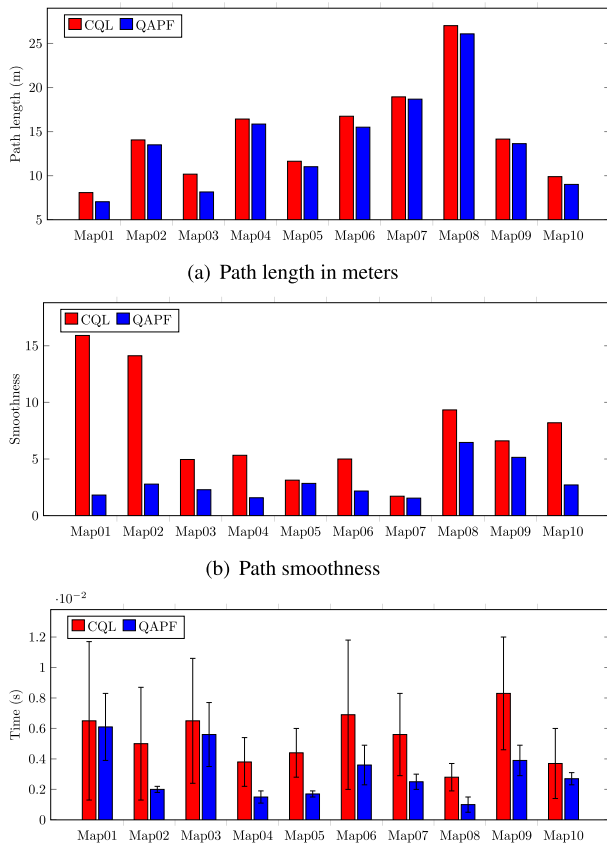 CQL QAPF
25
20
15
10
5
Path length (m)
Map01 Map02 Map03 Map04 Map05 Map06 Map07 Map08 Map09 Map10
(a) Path length in meters
CQL QAPF
15
10
5
0
Smoothness
Map01 Map02 Map03 Map04 Map05 Map06 Map07 Map08 Map09 Map10
(b) Path smoothness
·10⁻²
CQL QAPF
1.2
1
0.8
0.6
0.4
0.2
0
Time (s)
Map01 Map02 Map03 Map04 Map05 Map06 Map07 Map08 Map09 Map10